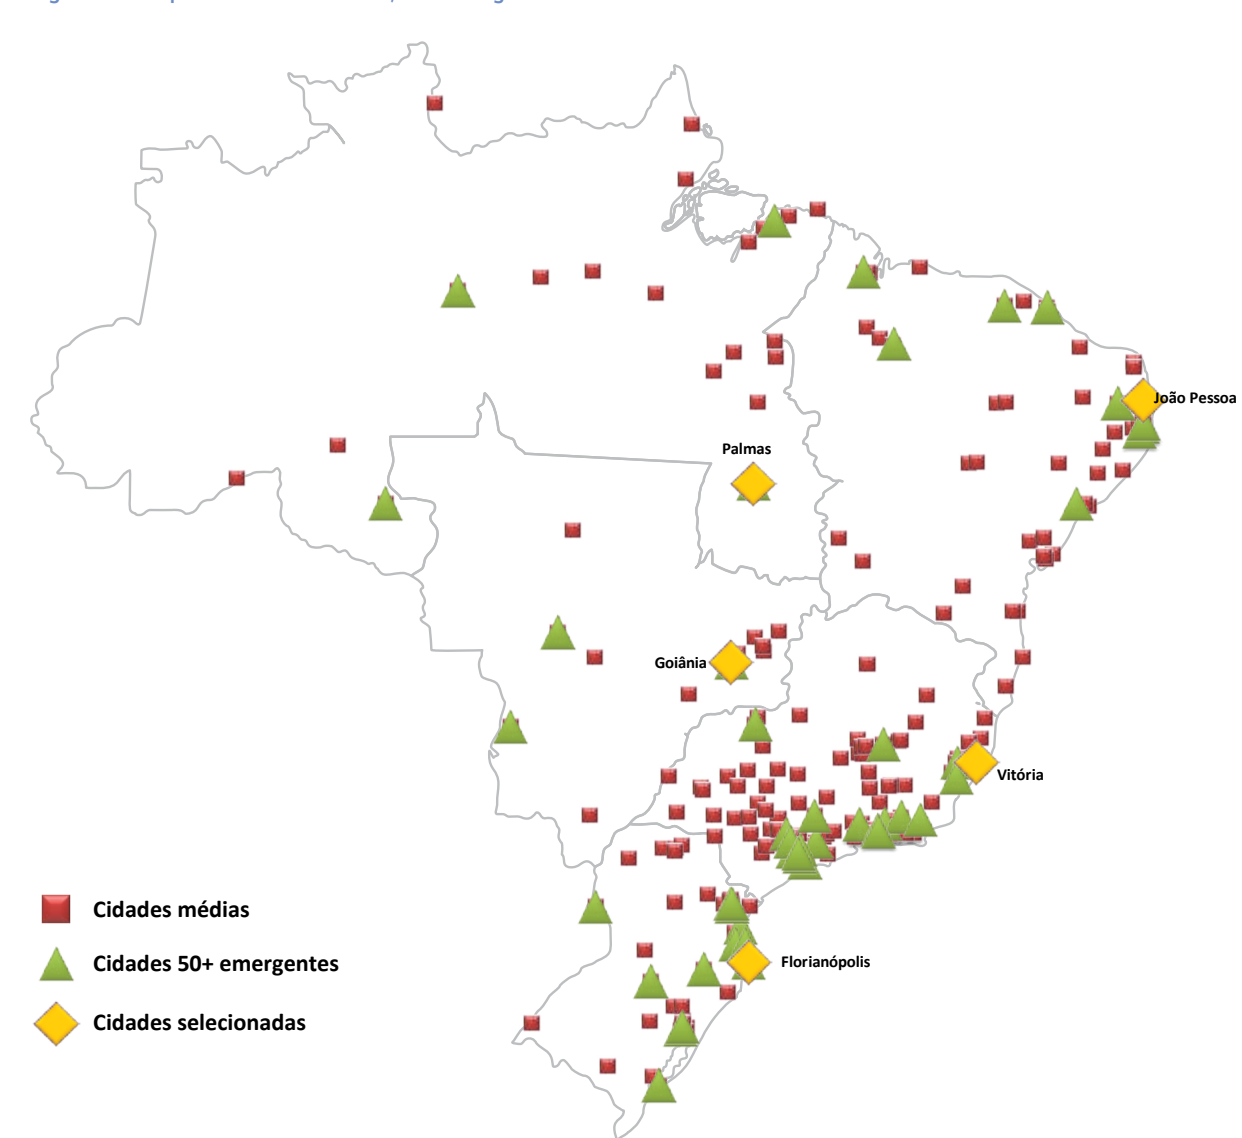 João Pessoa
Palmas
Goiânia
Vitória
Cidades médias
Cidades 50+ emergentes
Florianópolis
Cidades selecionadas